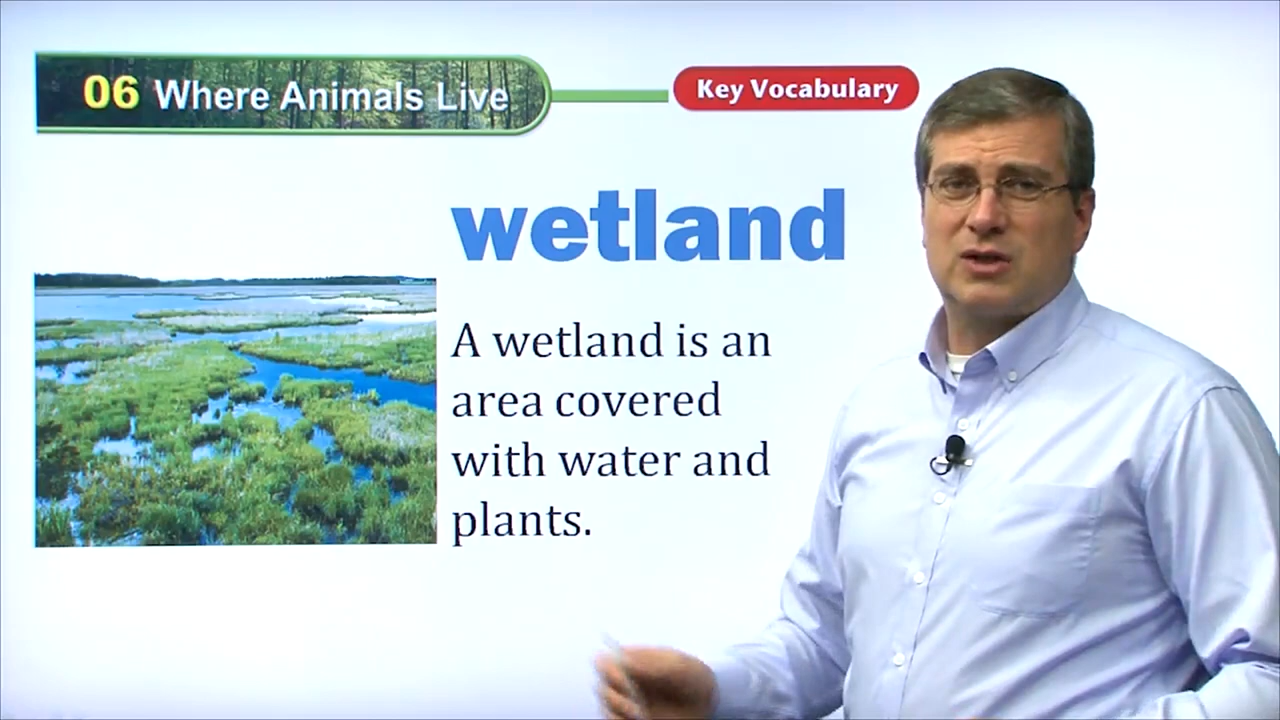 06 Where Animals Live
Key Vocabulary
wetland
A wetland is an
area covered
with water and
plants.